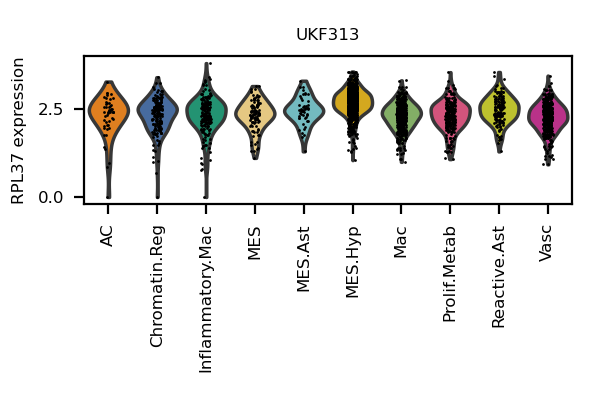 UKF313
RPL37 expression
2.5
0.0
AC
Chromatin.Reg
Inflammatory.Mac
MES
MES.Ast
MES.Hyp
Mac
Prolif.Metab
Reactive.Ast
Vasc